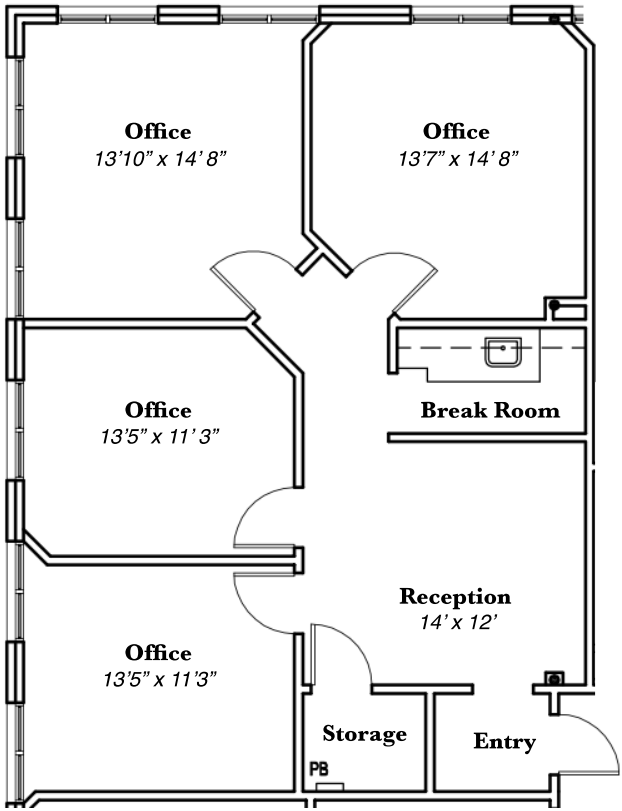 Office
13'10” x 14' 8”
Office
13'7” x 14' 8”
Office
13'5” x 11' 3”
Break Room
Reception
14' x 12'
Office
13'5” x 11'3”
Storage
Entry
PB